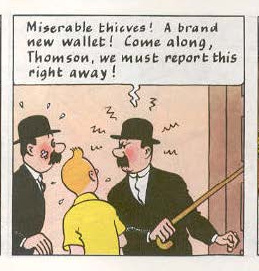 Miserable thieves! A brand
new wallet! Come along,
Thomson, we must report this
right away!